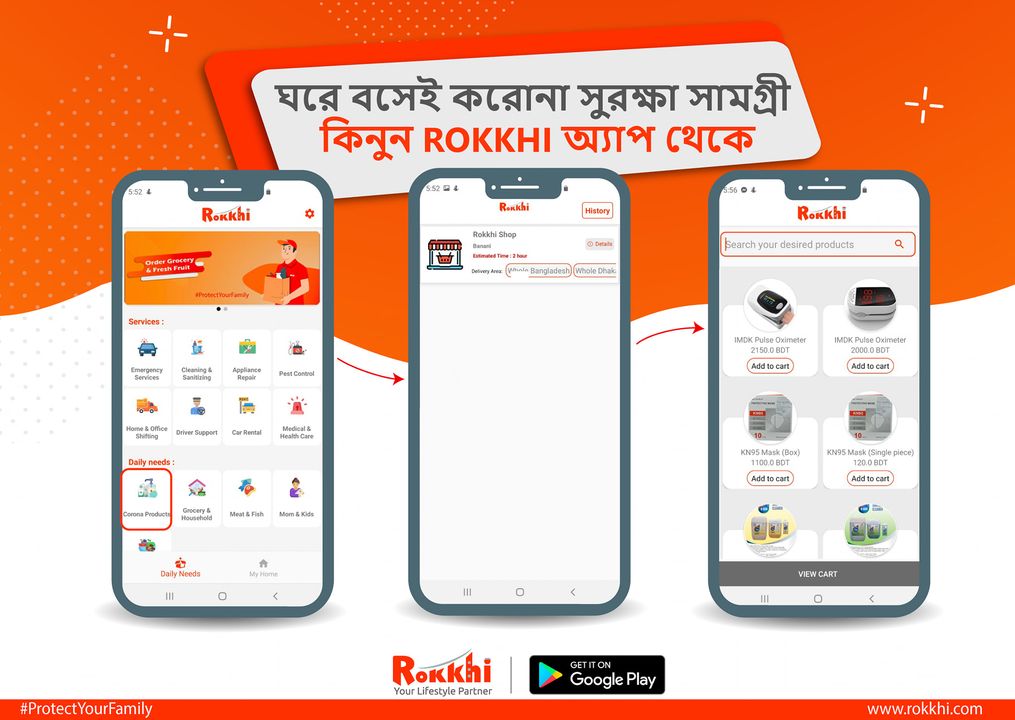 ঘরে বসেই করোনা সুরক্ষা সামগ্রী
কিনুন ROKKHI অ্যাপ থেকে
5:52
Rokkhi
Order Grocery
& Fresh Fruit
#ProtectYourFamily
Services :
Emergency
Services
Cleaning &
Sanitizing
Appliance
Repair
Pest Control
Home & Office
Shifting
Driver Support
Car Rental
Medical &
Health Care
Daily needs :
Corona Products
Grocery &
Household
Meat & Fish
Mom & Kids
Daily Needs
My Home
5:52
Rokkhi
History
Rokkhi Shop
Banani
Details
Estimated Time : 2 hour
Delivery Area: Whole Bangladesh Whole Dhaka
5:56
Rokkhi
Search your desired products
IMDK Pulse Oximeter
2150.0 BDT
Add to cart
IMDK Pulse Oximeter
2000.0 BDT
Add to cart
KN95
10
KN95 Mask (Box)
1100.0 BDT
Add to cart
10
KN95 Mask (Single piece)
120.0 BDT
Add to cart
VIEW CART
Rokkhi
Your Lifestyle Partner
GET IT ON
Google Play
#ProtectYourFamily
www.rokkhi.com